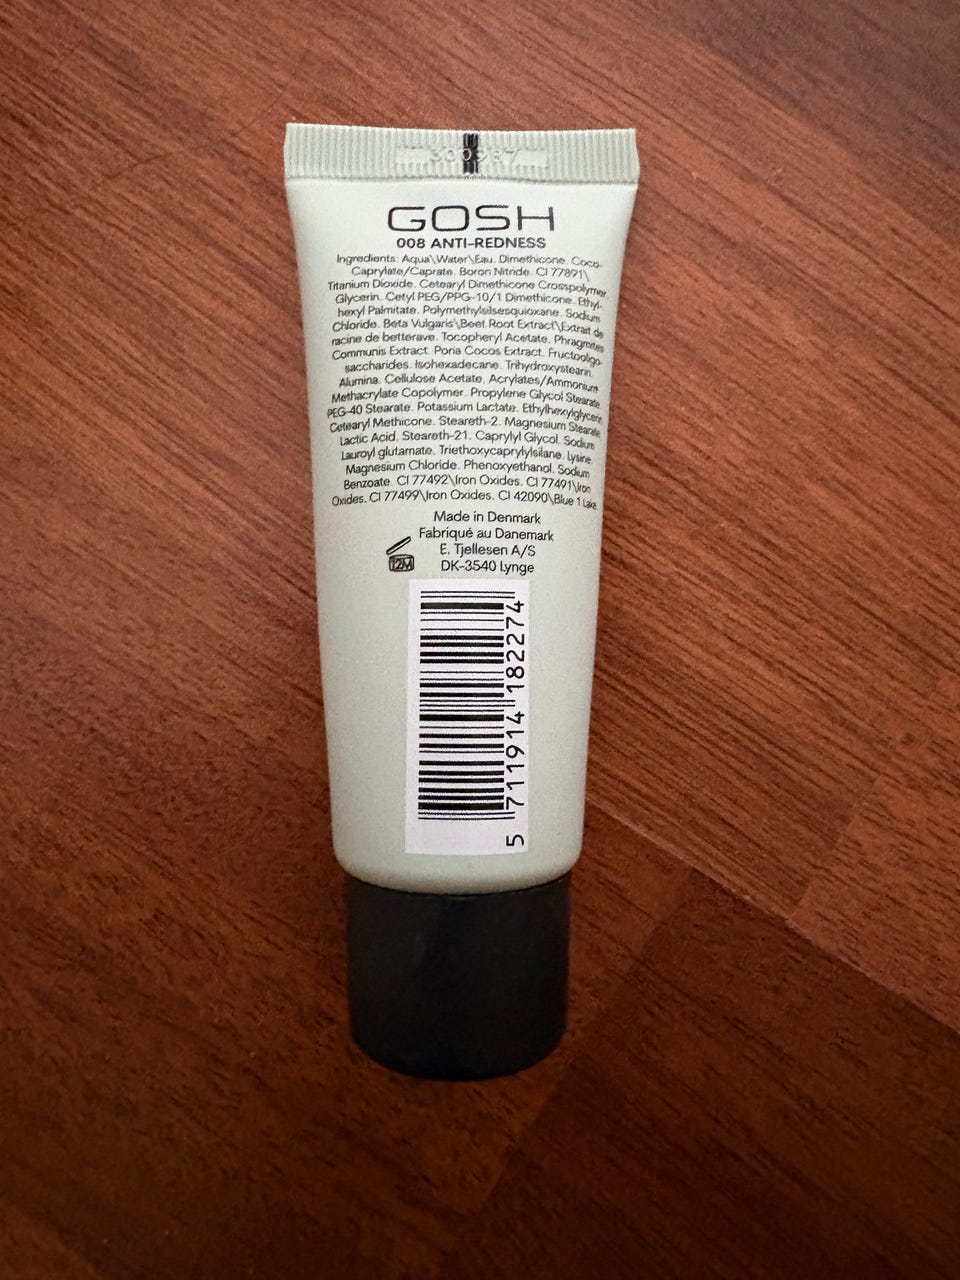 GOSH
008 ANTI-REDNESS
Ingredients: Aqua\Water\Eau. Dimethicone. Coco-
Caprylate/Caprate. Boron Nitride. CI 77891\
Titanium Dioxide. Cetearyl Dimethicone Crosspolymer.
Glycerin. Cetyl PEG/PPG-10/1 Dimethicone. Ethyl-
hexyl Palmitate. Polymethylsilsesquioxane. Sodium
Chloride. Beta Vulgaris\Beet Root Extract\Extrait de
racine de betterave. Tocopheryl Acetate. Phragmites
Communis Extract. Poria Cocos Extract. Fructooligo-
saccharides. Isohexadecane. Trihydroxystearin.
Alumina. Cellulose Acetate. Acrylates/Ammonium
Methacrylate Copolymer. Propylene Glycol Stearate.
PEG-40 Stearate. Potassium Lactate. Ethylhexylglycerin.
Cetearyl Methicone. Steareth-2. Magnesium Stearate.
Lactic Acid. Steareth-21. Caprylyl Glycol. Sodium
Lauroyl glutamate. Triethoxycaprylylsilane. Lysine.
Magnesium Chloride. Phenoxyethanol. Sodium
Benzoate. CI 77492\Iron Oxides. CI 77491\Iron
Oxides. CI 77499\Iron Oxides. CI 42090\Blue 1 Lake.
Made in Denmark
Fabriqué au Danemark
E. Tjellesen A/S
DK-3540 Lynge
12M
5 711914 182274